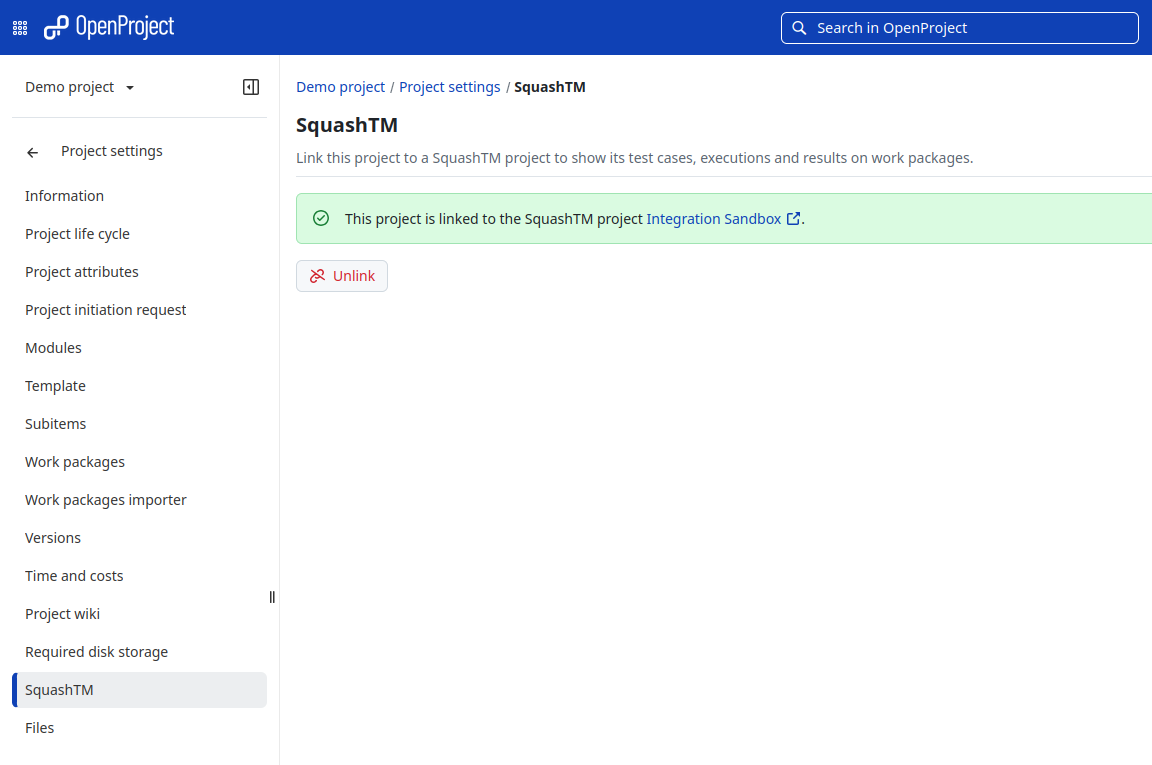 OpenProject
Search in OpenProject
Demo project
Demo project / Project settings / SquashTM
SquashTM
Link this project to a SquashTM project to show its test cases, executions and results on work packages.
This project is linked to the SquashTM project Integration Sandbox.
Unlink
Project settings
Information
Project life cycle
Project attributes
Project initiation request
Modules
Template
Subitems
Work packages
Work packages importer
Versions
Time and costs
Project wiki
Required disk storage
SquashTM
Files